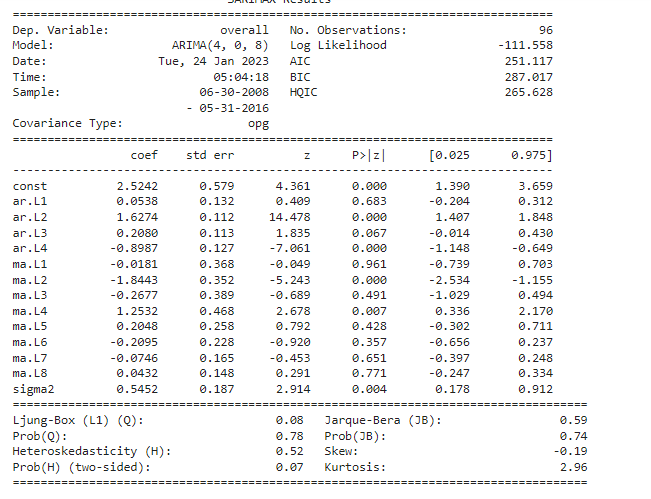 SARIMAX Results
==============================================================================
Dep. Variable:                overall   No. Observations:                   96
Model:                 ARIMA(4, 0, 8)   Log Likelihood                -111.558
Date:                Tue, 24 Jan 2023   AIC                            251.117
Time:                        05:04:18   BIC                            287.017
Sample:                    06-30-2008   HQIC                           265.628
                         - 05-31-2016
Covariance Type:                  opg
==============================================================================
                 coef    std err          z      P>|z|      [0.025      0.975]
------------------------------------------------------------------------------
const          2.5242      0.579      4.361      0.000       1.390       3.659
ar.L1          0.0538      0.132      0.409      0.683      -0.204       0.312
ar.L2          1.6274      0.112     14.478      0.000       1.407       1.848
ar.L3          0.2080      0.113      1.835      0.067      -0.014       0.430
ar.L4         -0.8987      0.127     -7.061      0.000      -1.148      -0.649
ma.L1         -0.0181      0.368     -0.049      0.961      -0.739       0.703
ma.L2         -1.8443      0.352     -5.243      0.000      -2.534      -1.155
ma.L3         -0.2677      0.389     -0.689      0.491      -1.029       0.494
ma.L4          1.2532      0.468      2.678      0.007       0.336       2.170
ma.L5          0.2048      0.258      0.792      0.428      -0.302       0.711
ma.L6         -0.2095      0.228     -0.920      0.357      -0.656       0.237
ma.L7         -0.0746      0.165     -0.453      0.651      -0.397       0.248
ma.L8          0.0432      0.148      0.291      0.771      -0.247       0.334
sigma2         0.5452      0.187      2.914      0.004       0.178       0.912
===================================================================================
Ljung-Box (L1) (Q):                   0.08   Jarque-Bera (JB):                 0.59
Prob(Q):                              0.78   Prob(JB):                         0.74
Heteroskedasticity (H):               0.52   Skew:                            -0.19
Prob(H) (two-sided):                  0.07   Kurtosis:                         2.96
===================================================================================